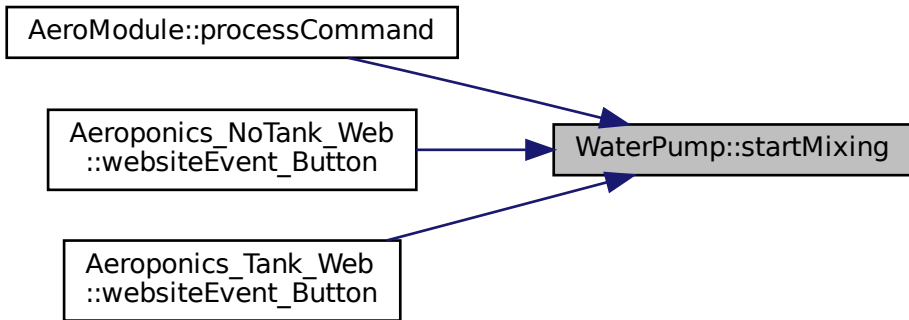 AeroModule::processCommand
Aeroponics_NoTank_Web
::websiteEvent_Button
WaterPump::startMixing
Aeroponics_Tank_Web
::websiteEvent_Button